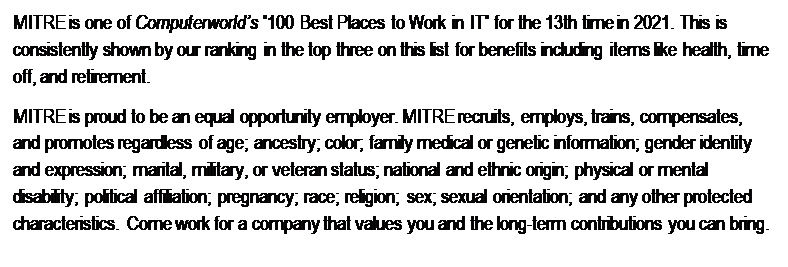 MITRE is one of Computerworld's "100 Best Places to Work in IT" for the 13th time in 2021. This is
consistently shown by our ranking in the top three on this list for benefits including items like health, time
off, and retirement.
MITRE is proud to be an equal opportunity employer. MITRE recruits, employs, trains, compensates,
and promotes regardless of age; ancestry; color; family medical or genetic information; gender identity
and expression; marital, military, or veteran status; national and ethnic origin; physical or mental
disability; political affiliation; pregnancy; race; religion; sex; sexual orientation; and any other protected
characteristics. Come work for a company that values you and the long-term contributions you can bring.